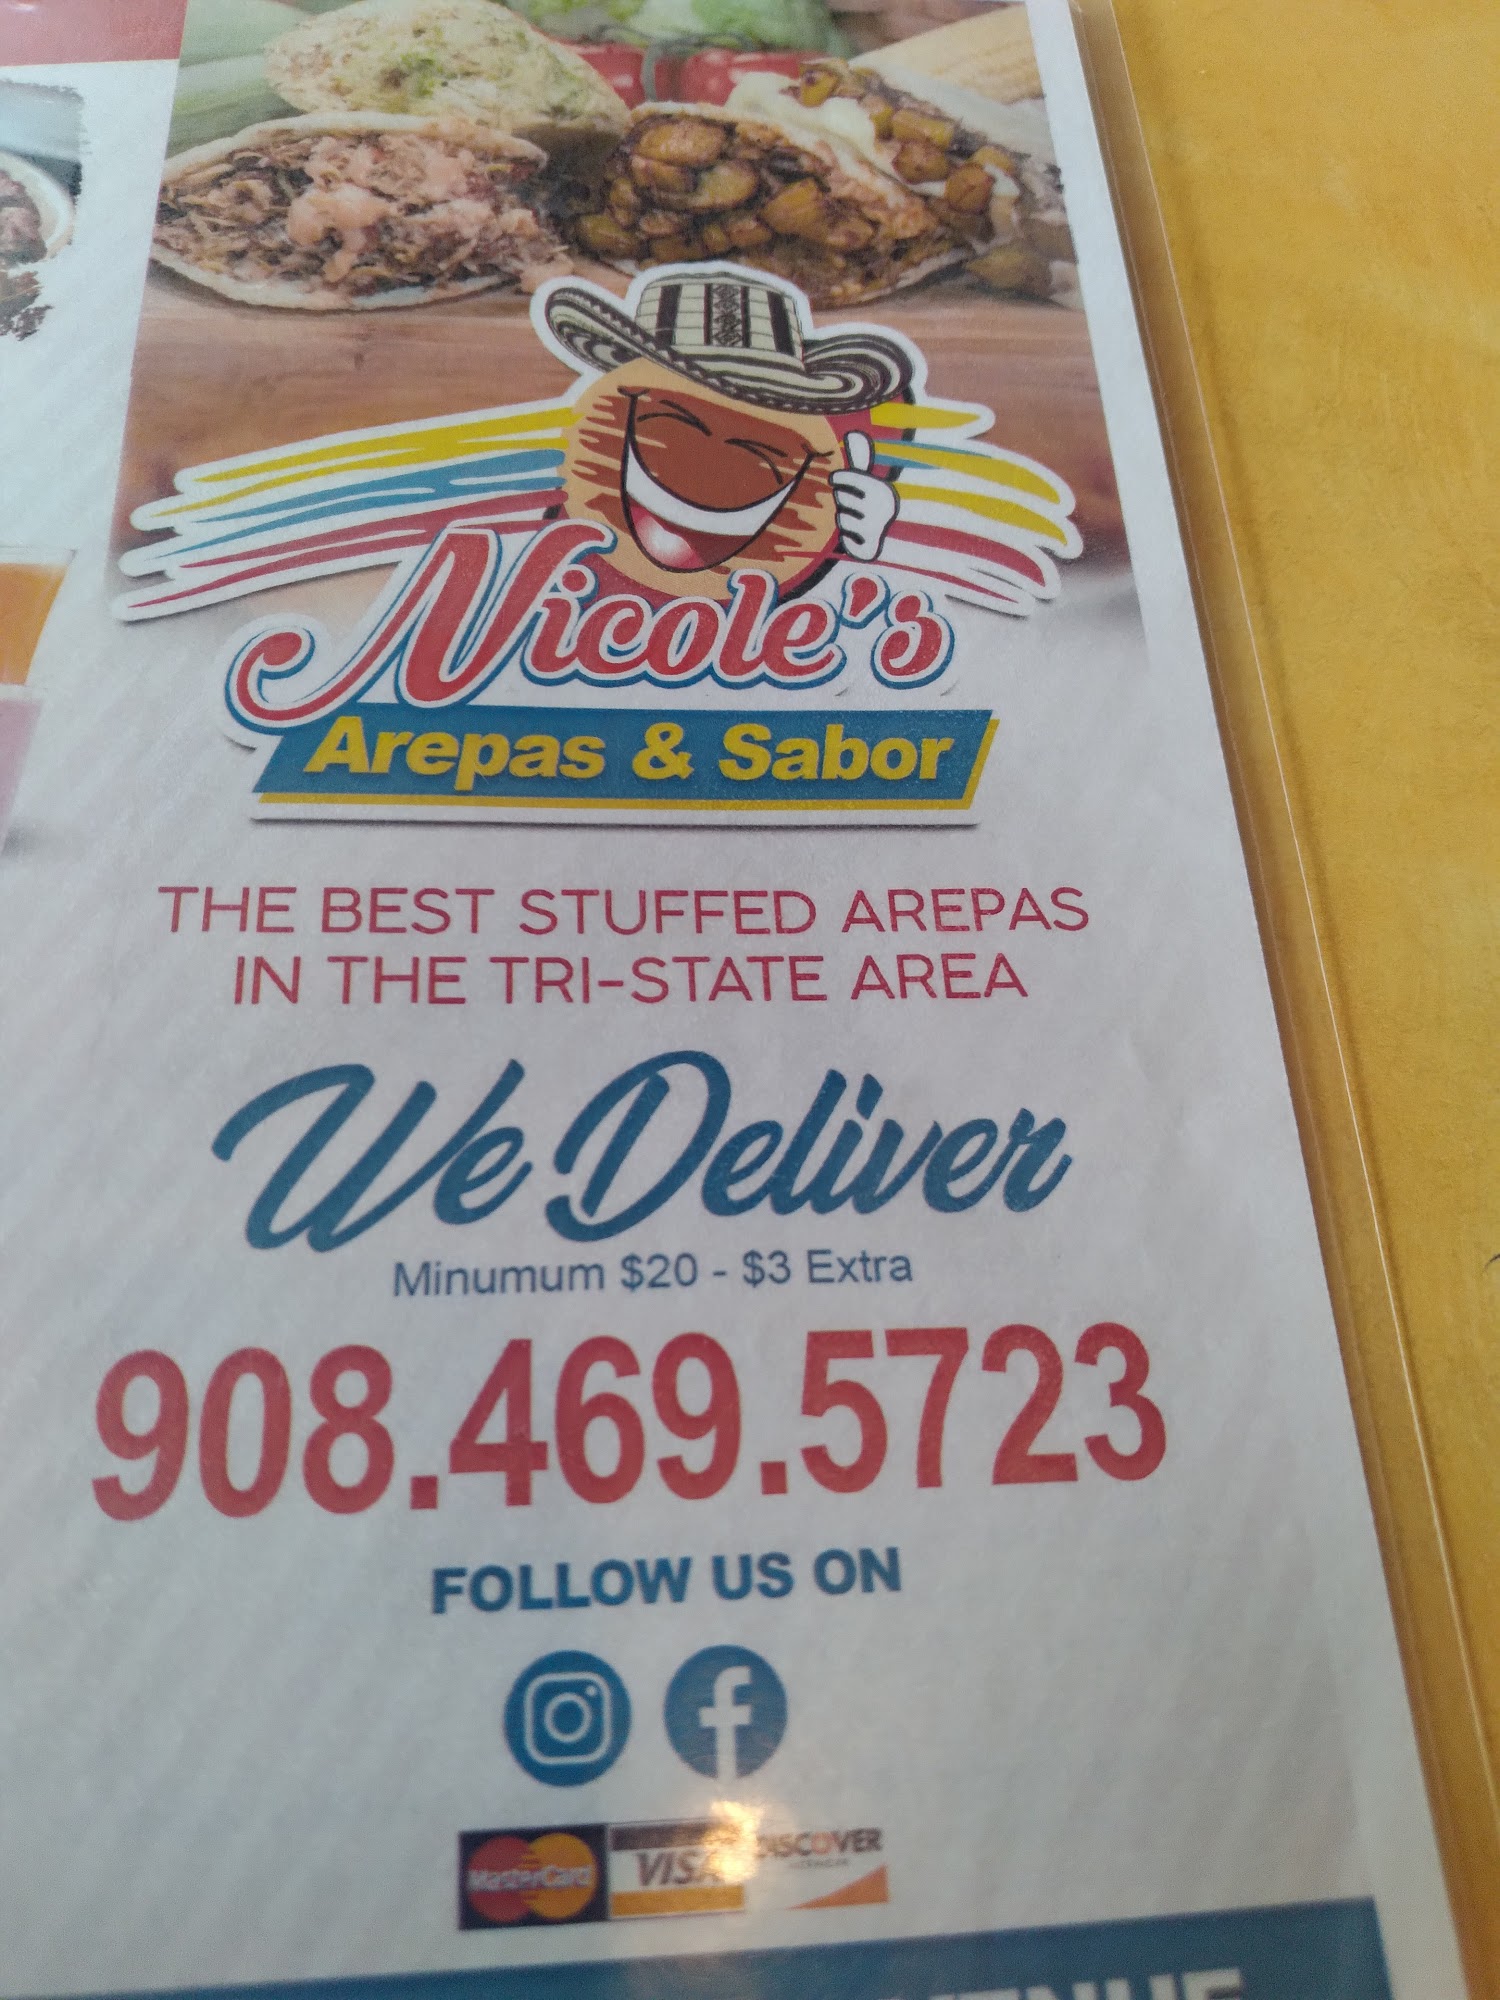 Nicole's
Arepas & Sabor
THE BEST STUFFED AREPAS
IN THE TRI-STATE AREA
We Deliver
Minumum $20 - $3 Extra
908.469.5723
FOLLOW US ON
MasterCard VISA DISCOVER